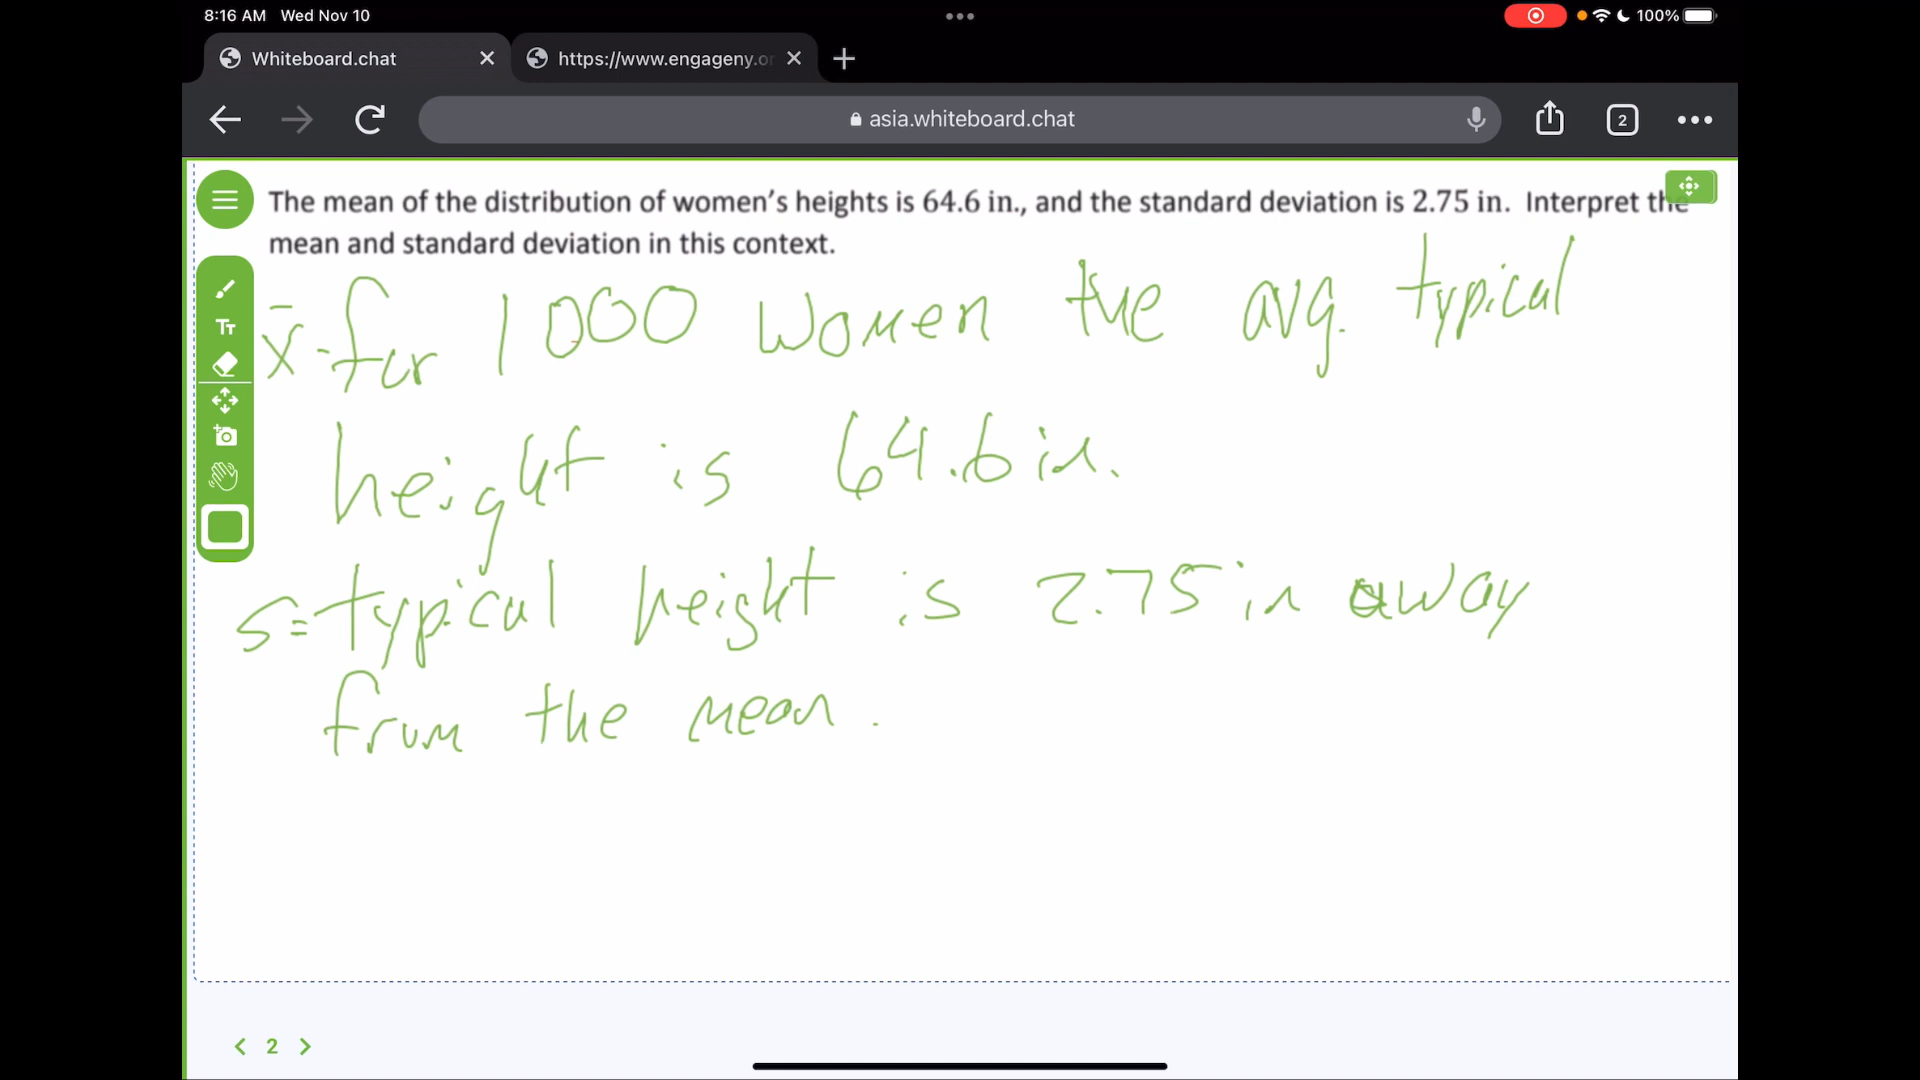 8:16 AM Wed Nov 10
100%
Whiteboard.chat
https://www.engageny.or
asia.whiteboard.chat
2
The mean of the distribution of women's heights is 64.6 in., and the standard deviation is 2.75 in. Interpret the
mean and standard deviation in this context.
x̄ - for 1000 women the avg. typical
height is 64.6 in.
s = typical height is 2.75 in away
from the mean.
Tт
2